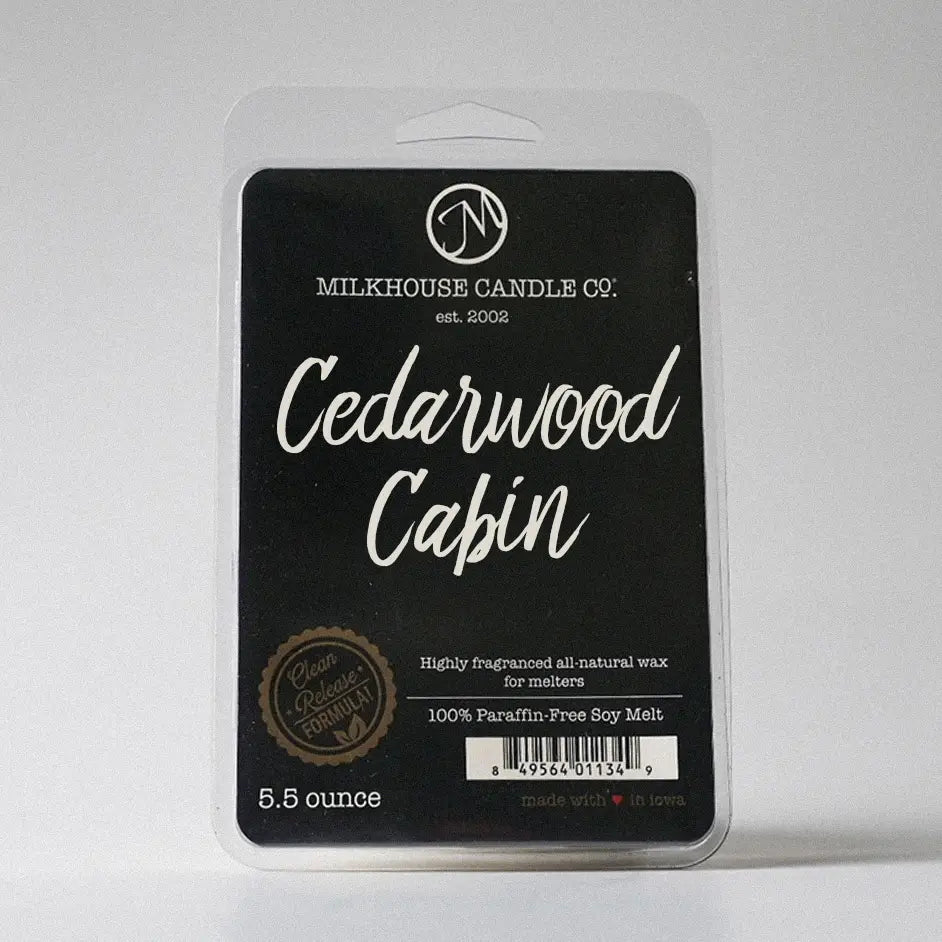 JM
MILKHOUSE CANDLE CO.®
est. 2002
Cedarwood
Cabin
Clean
Release
FORMULA!
Highly fragranced all-natural wax
for melters
100% Paraffin-Free Soy Melt
8 49564 01134 9
5.5 ounce
made with ♥ in iowa